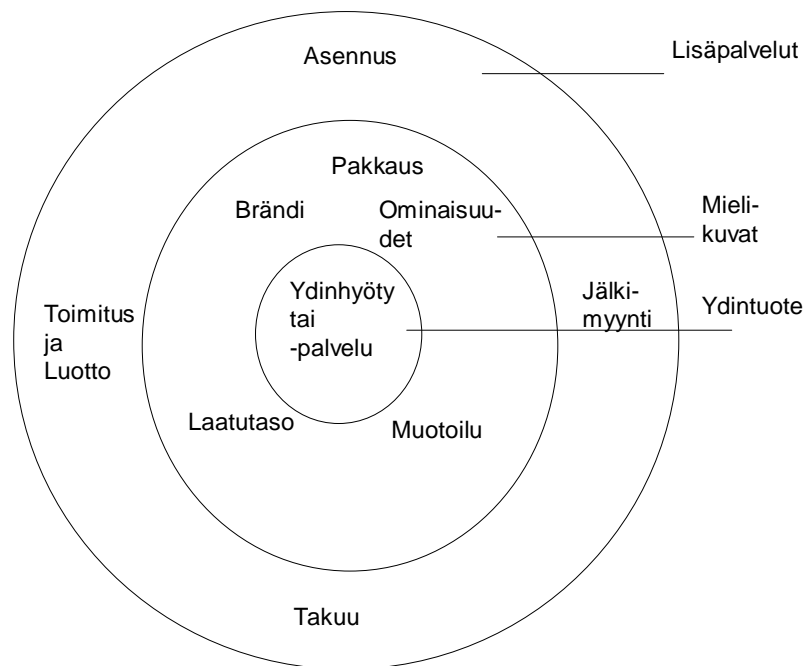 Asennus
Lisäpalvelut
Pakkaus
Brändi
Ominaisuu-
det
Mieli-
kuvat
Ydinhyöty
tai
-palvelu
Jälki-
myynti
Ydintuote
Toimitus
ja
Luotto
Laatutaso
Muotoilu
Takuu